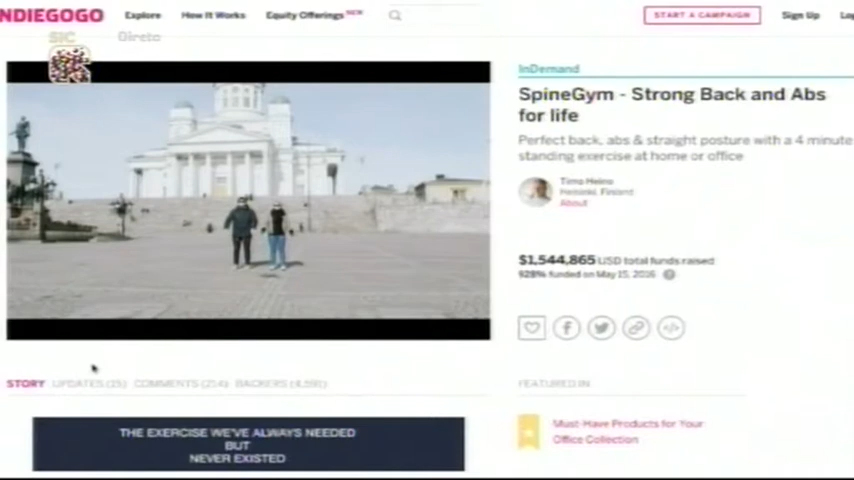 NDIEGOGO
Explore
How It Works
Equity Offerings NEW
START A CAMPAIGN
Sign Up
SIC
Direto
InDemand
SpineGym - Strong Back and Abs
for life
Perfect back, abs & straight posture with a 4 minute
standing exercise at home or office
Timo Heino
Helsinki, Finland
About
$1,544,865 USD total funds raised
928% funded on May 15, 2016
STORY
UPDATES
COMMENTS
BACKERS
FEATURED IN
THE EXERCISE WE'VE ALWAYS NEEDED
BUT
NEVER EXISTED
Must-Have Products for Your
Office Collection